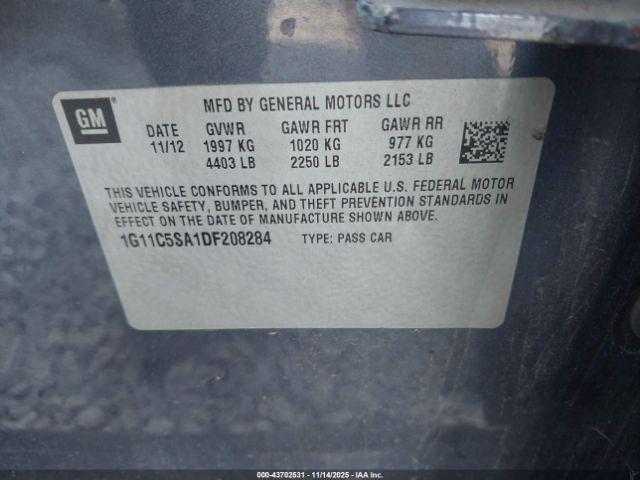 GM
MFD BY GENERAL MOTORS LLC
DATE GVWR GAWR FRT GAWR RR
11/12 1997 KG 1020 KG 977 KG
4403 LB 2250 LB 2153 LB
THIS VEHICLE CONFORMS TO ALL APPLICABLE U.S. FEDERAL MOTOR
VEHICLE SAFETY, BUMPER, AND THEFT PREVENTION STANDARDS IN
EFFECT ON THE DATE OF MANUFACTURE SHOWN ABOVE.
1G11C5SA1DF208284 TYPE: PASS CAR
000-43702531 - 11/14/2025 - IAA Inc.